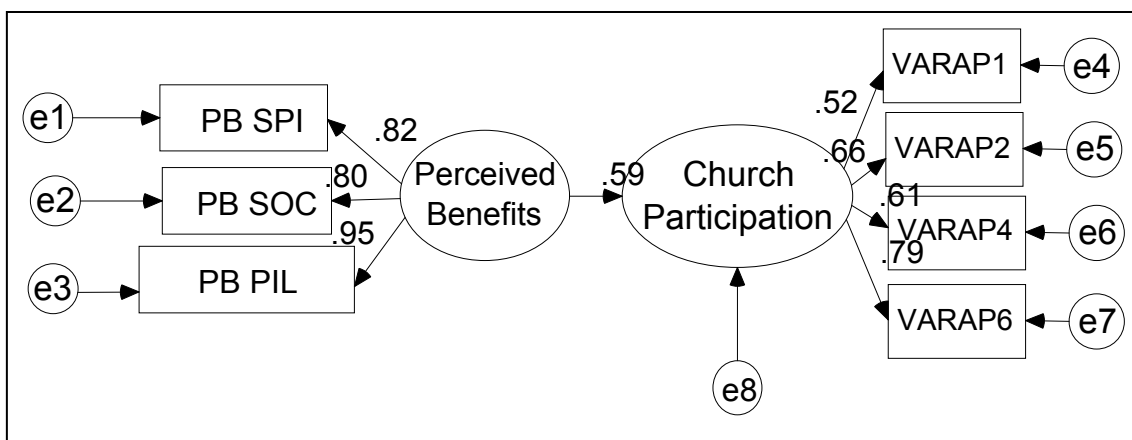 e1
PB SPI
.82
e2
PB SOC
.80
e3
PB PIL
.95
Perceived
Benefits
.59
Church
Participation
e8
.52
VARAP1
e4
.66
VARAP2
e5
.61
VARAP4
e6
.79
VARAP6
e7